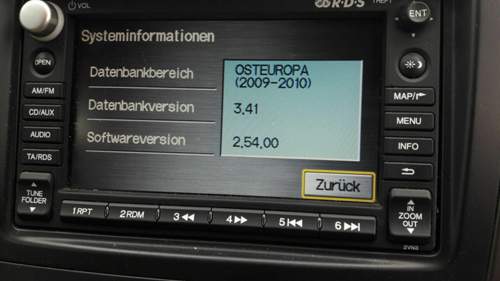 VOL
R·D·S
THEFT
ENT
Systeminformationen
OPEN
Datenbankbereich
OSTEUROPA
(2009-2010)
AM/FM
MAP/
Datenbankversion
3.41
CD/AUX
MENU
Softwareversion
2.54.00
AUDIO
INFO
TA/RDS
Zurück
TUNE
FOLDER
1 RPT
2 RDM
3
4
5
6
IN
ZOOM
OUT
2VN2